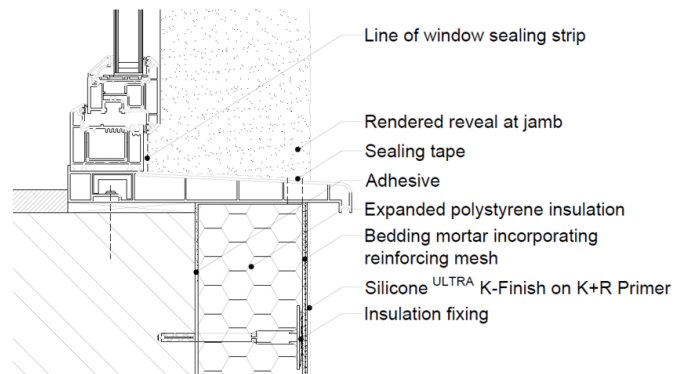 Line of window sealing strip
Rendered reveal at jamb
Sealing tape
Adhesive
Expanded polystyrene insulation
Bedding mortar incorporating
reinforcing mesh
Silicone ULTRA K-Finish on K+R Primer
Insulation fixing